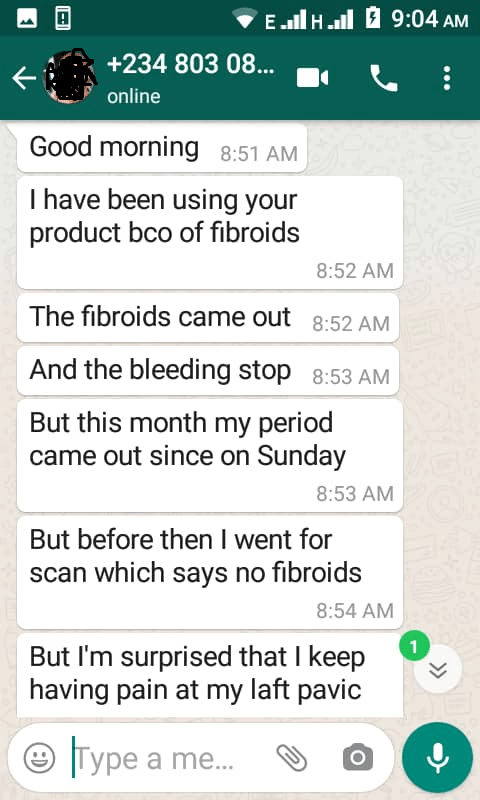 E H 9:04 AM
+234 803 08...
online
Good morning 8:51 AM
I have been using your
product bco of fibroids
8:52 AM
The fibroids came out 8:52 AM
And the bleeding stop 8:53 AM
But this month my period
came out since on Sunday
8:53 AM
But before then I went for
scan which says no fibroids
8:54 AM
But I'm surprised that I keep
having pain at my laft pavic
1
Type a me...